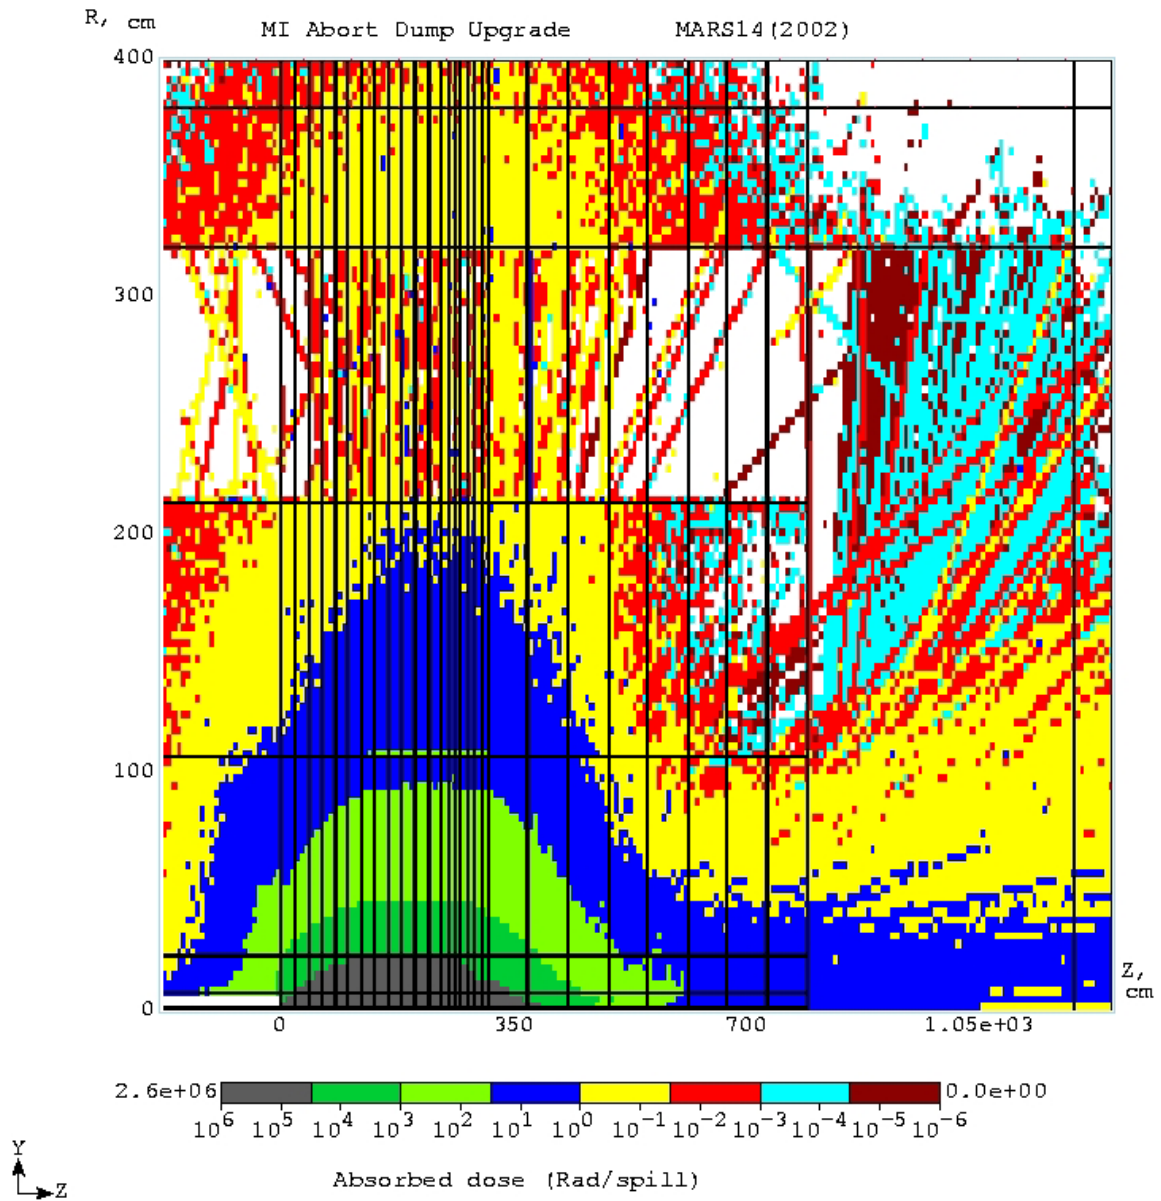 R, cm
MI Abort Dump Upgrade MARS14(2002)
400
300
200
100
0
0 350 700 1.05e+03
Z, cm
2.6e+06 0.0e+00
10^6 10^5 10^4 10^3 10^2 10^1 10^0 10^-1 10^-2 10^-3 10^-4 10^-5 10^-6
Absorbed dose (Rad/spill)
Y
Z